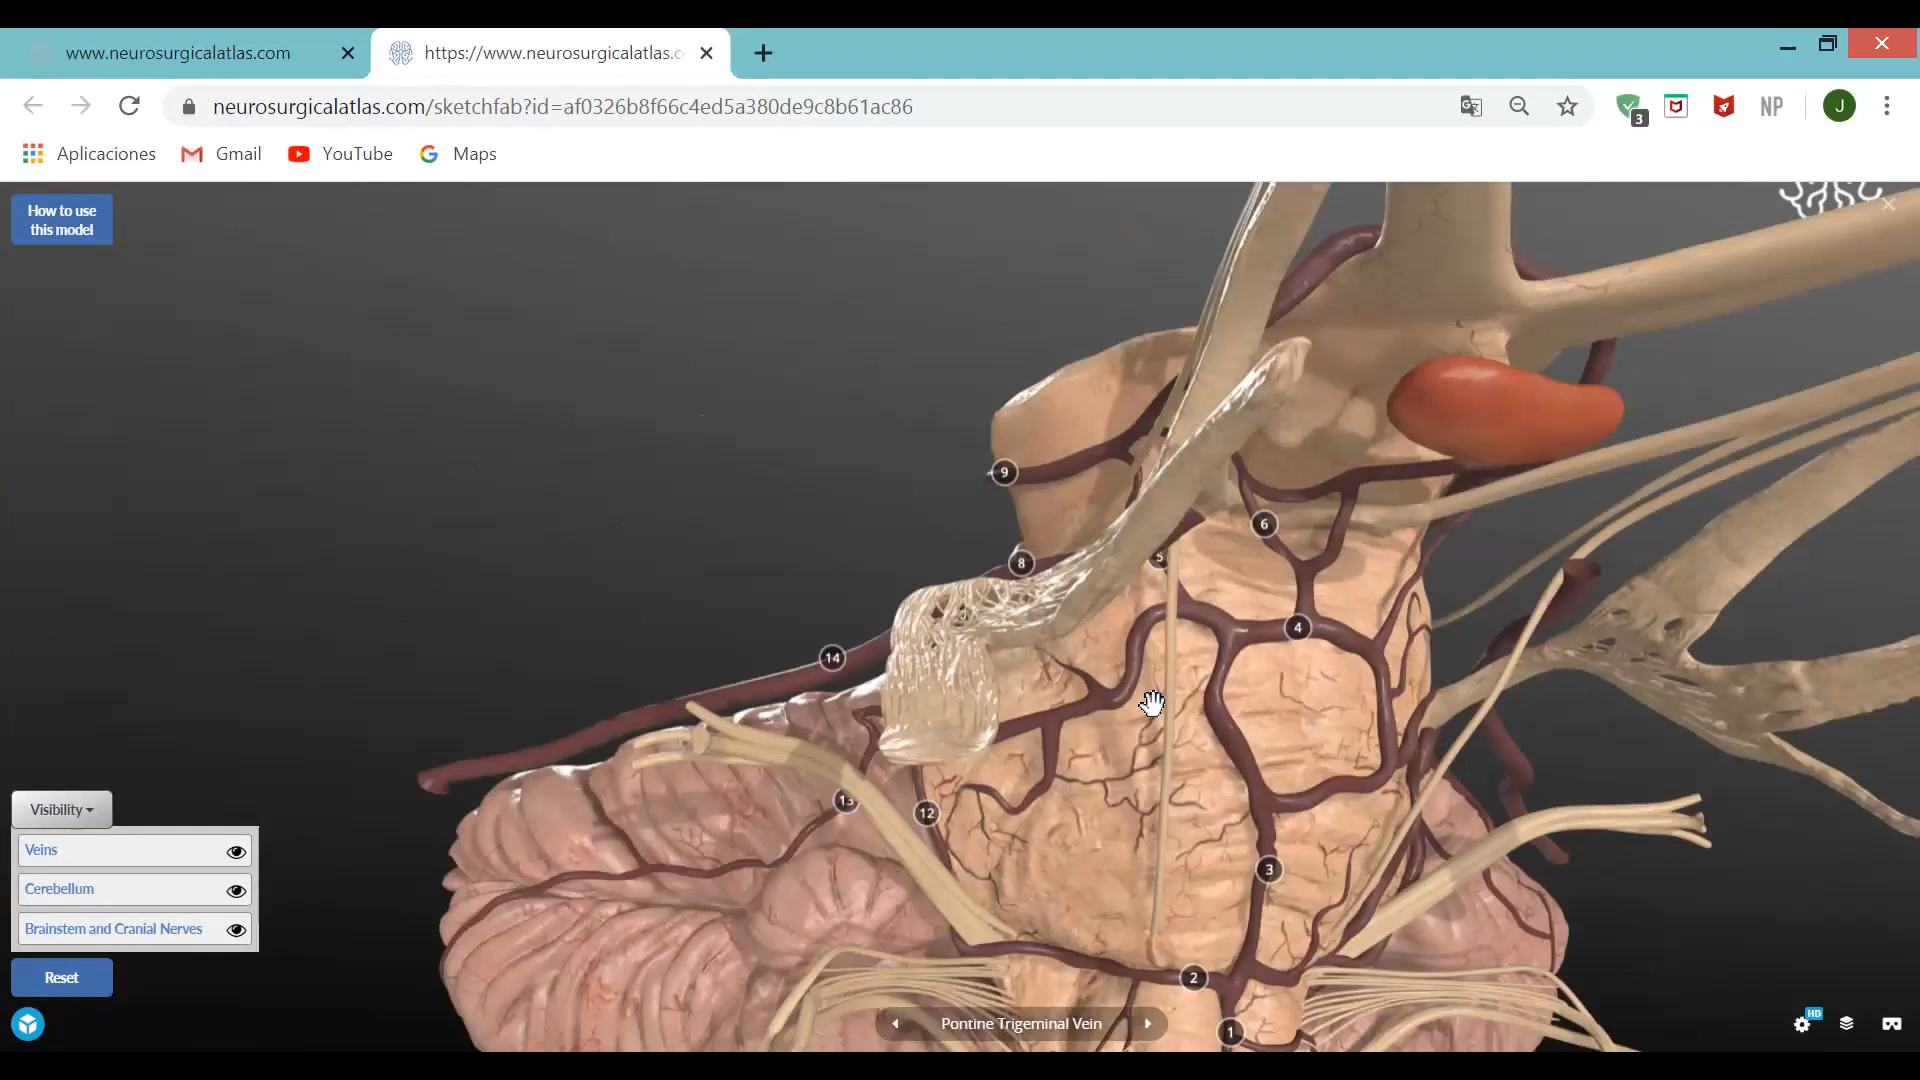 www.neurosurgicalatlas.com
https://www.neurosurgicalatlas.c
neurosurgicalatlas.com/sketchfab?id=af0326b8f66c4ed5a380de9c8b61ac86
3
NP
J
Aplicaciones
Gmail
YouTube
Maps
How to use
this model
9
6
8
5
4
14
13
12
3
2
1
Visibility
Veins
Cerebellum
Brainstem and Cranial Nerves
Reset
Pontine Trigeminal Vein
HD